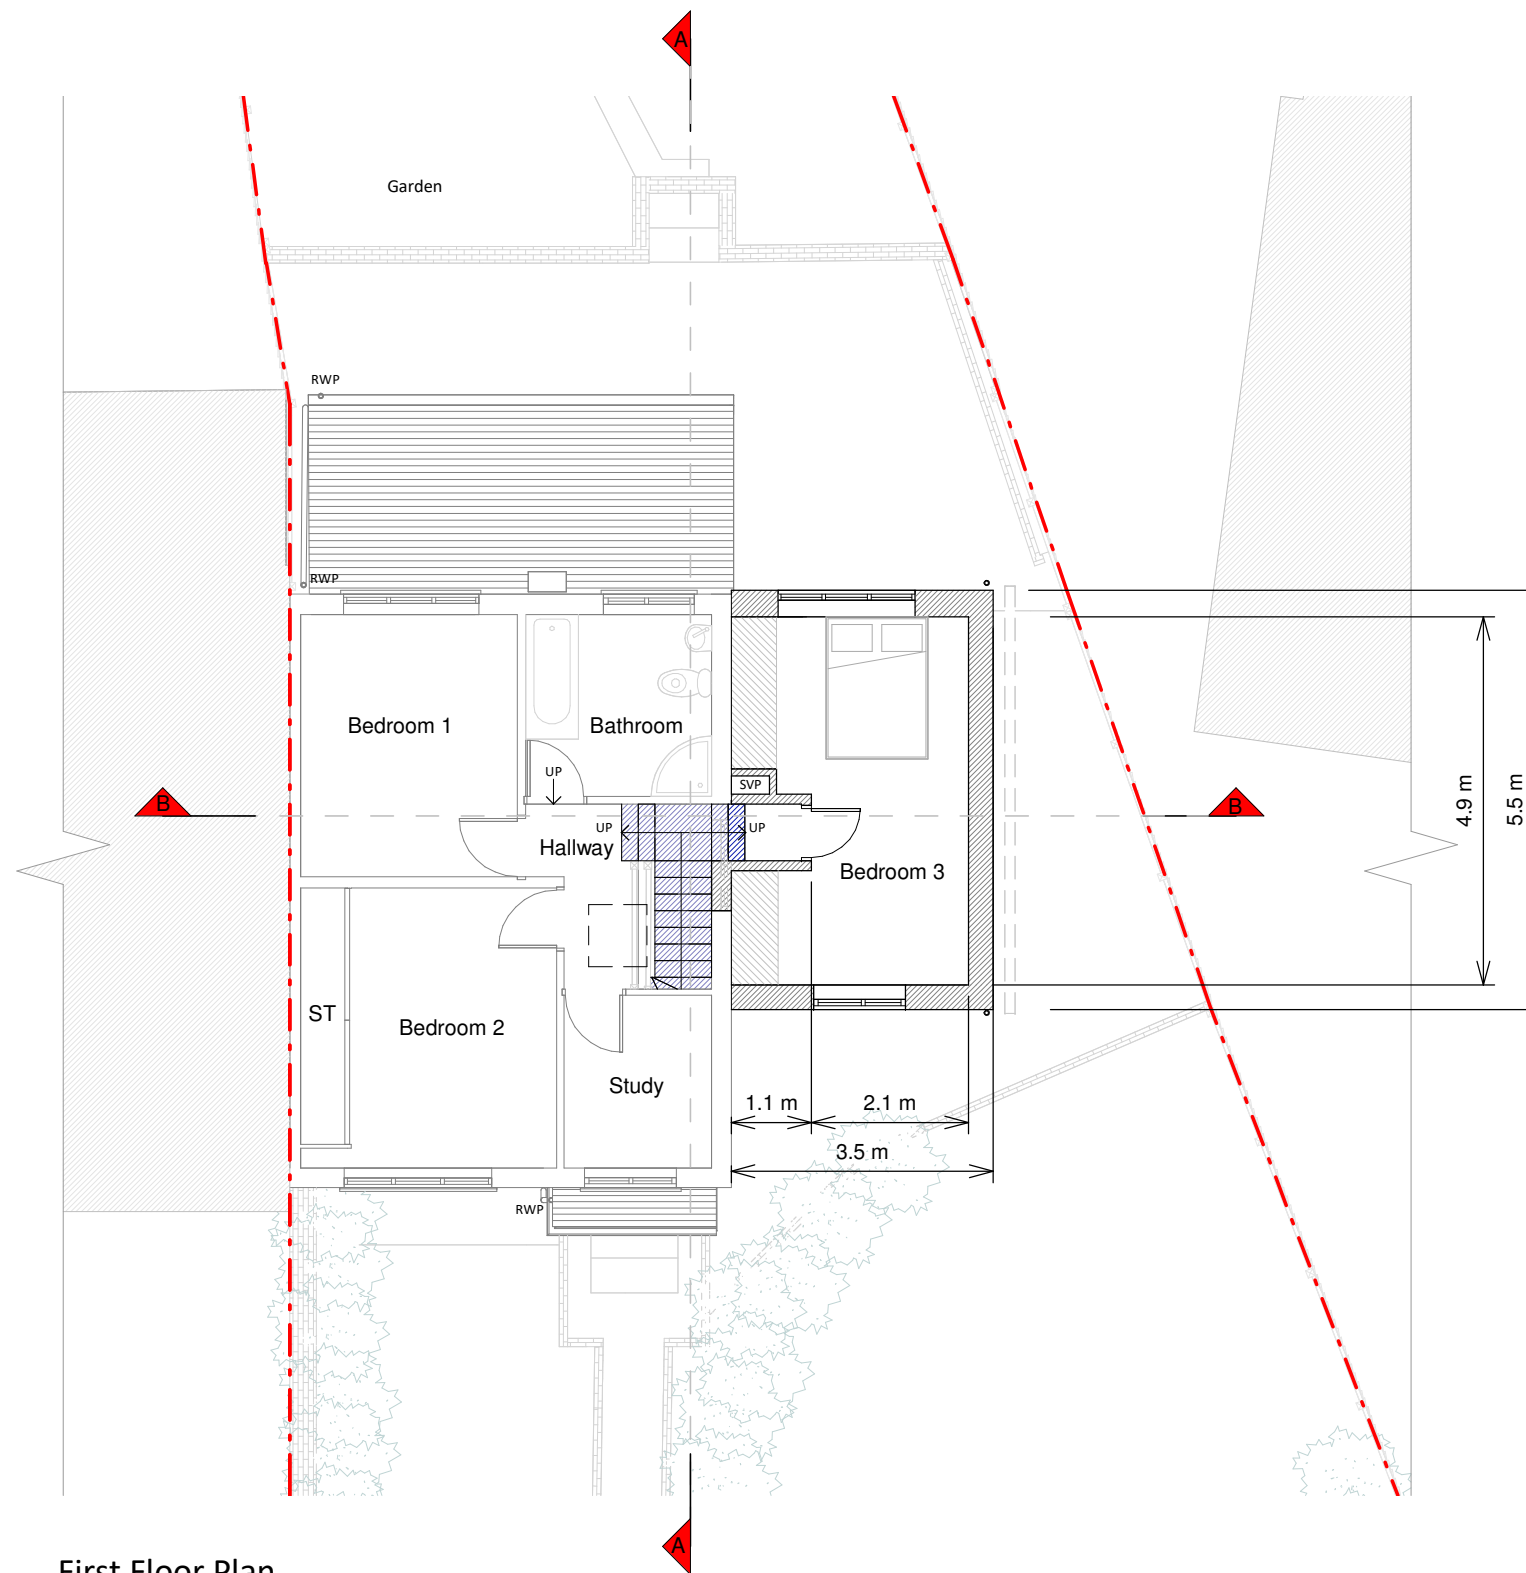 A
Garden
RWP
RWP
Bedroom 1
Bathroom
UP
SVP
B
B
UP
UP
Hallway
Bedroom 3
4.9 m
5.5 m
ST
Bedroom 2
Study
1.1 m
2.1 m
3.5 m
RWP
A
First Floor Plan